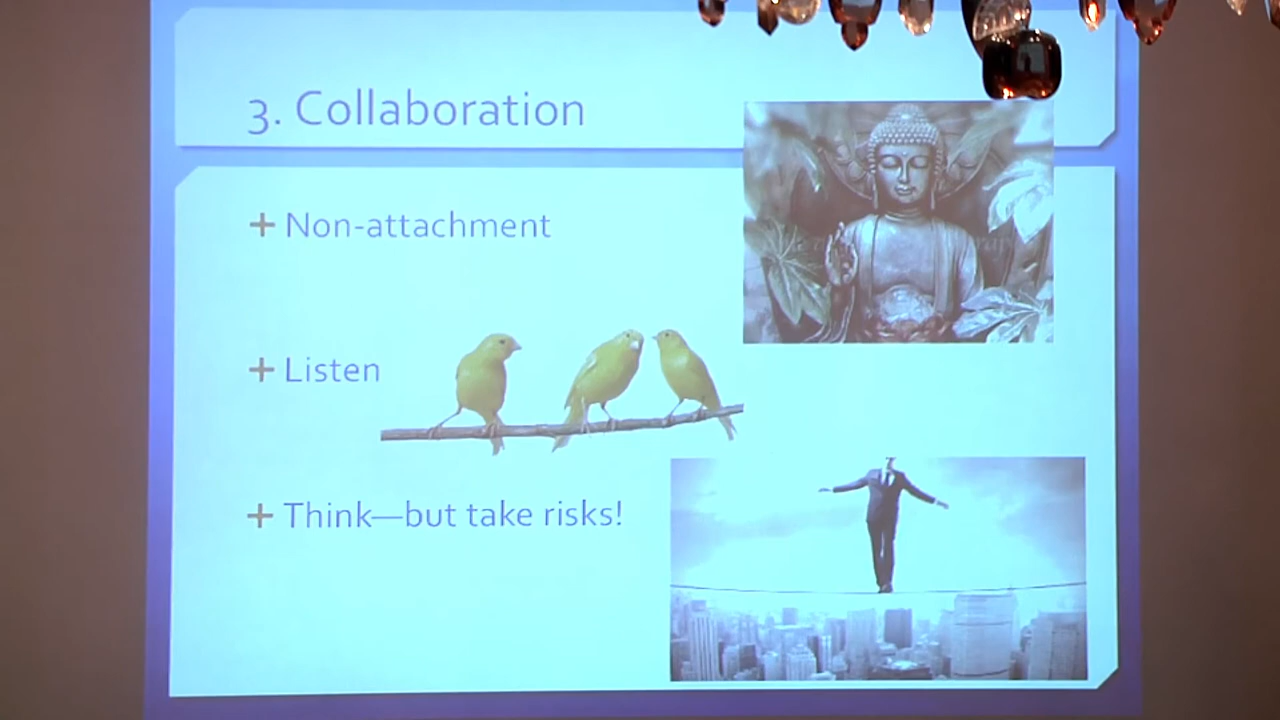 3. Collaboration
+ Non-attachment
+ Listen
+ Think—but take risks!